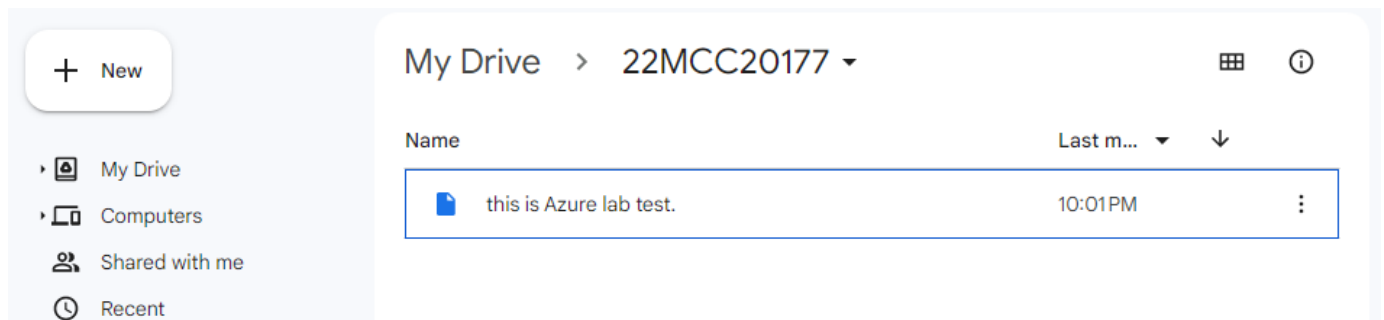 New
My Drive
Computers
Shared with me
Recent
My Drive > 22MCC20177
Name Last m...
this is Azure lab test. 10:01 PM